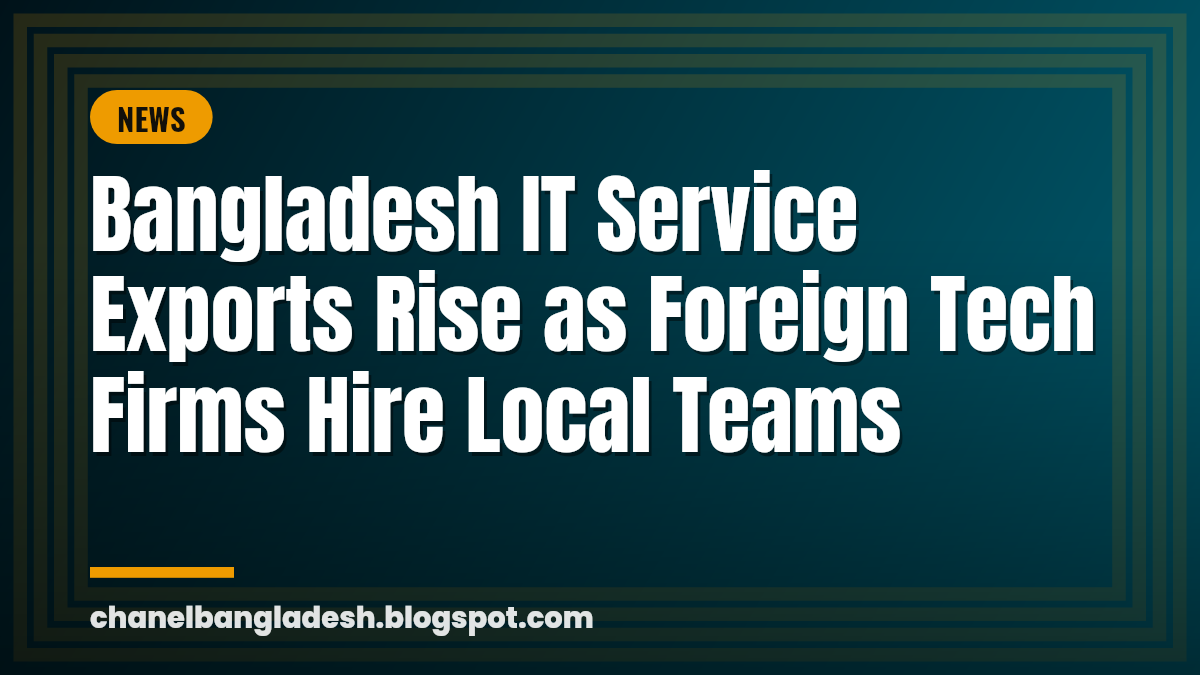 NEWS
Bangladesh IT Service
Exports Rise as Foreign Tech
Firms Hire Local Teams
chanelbangladesh.blogspot.com